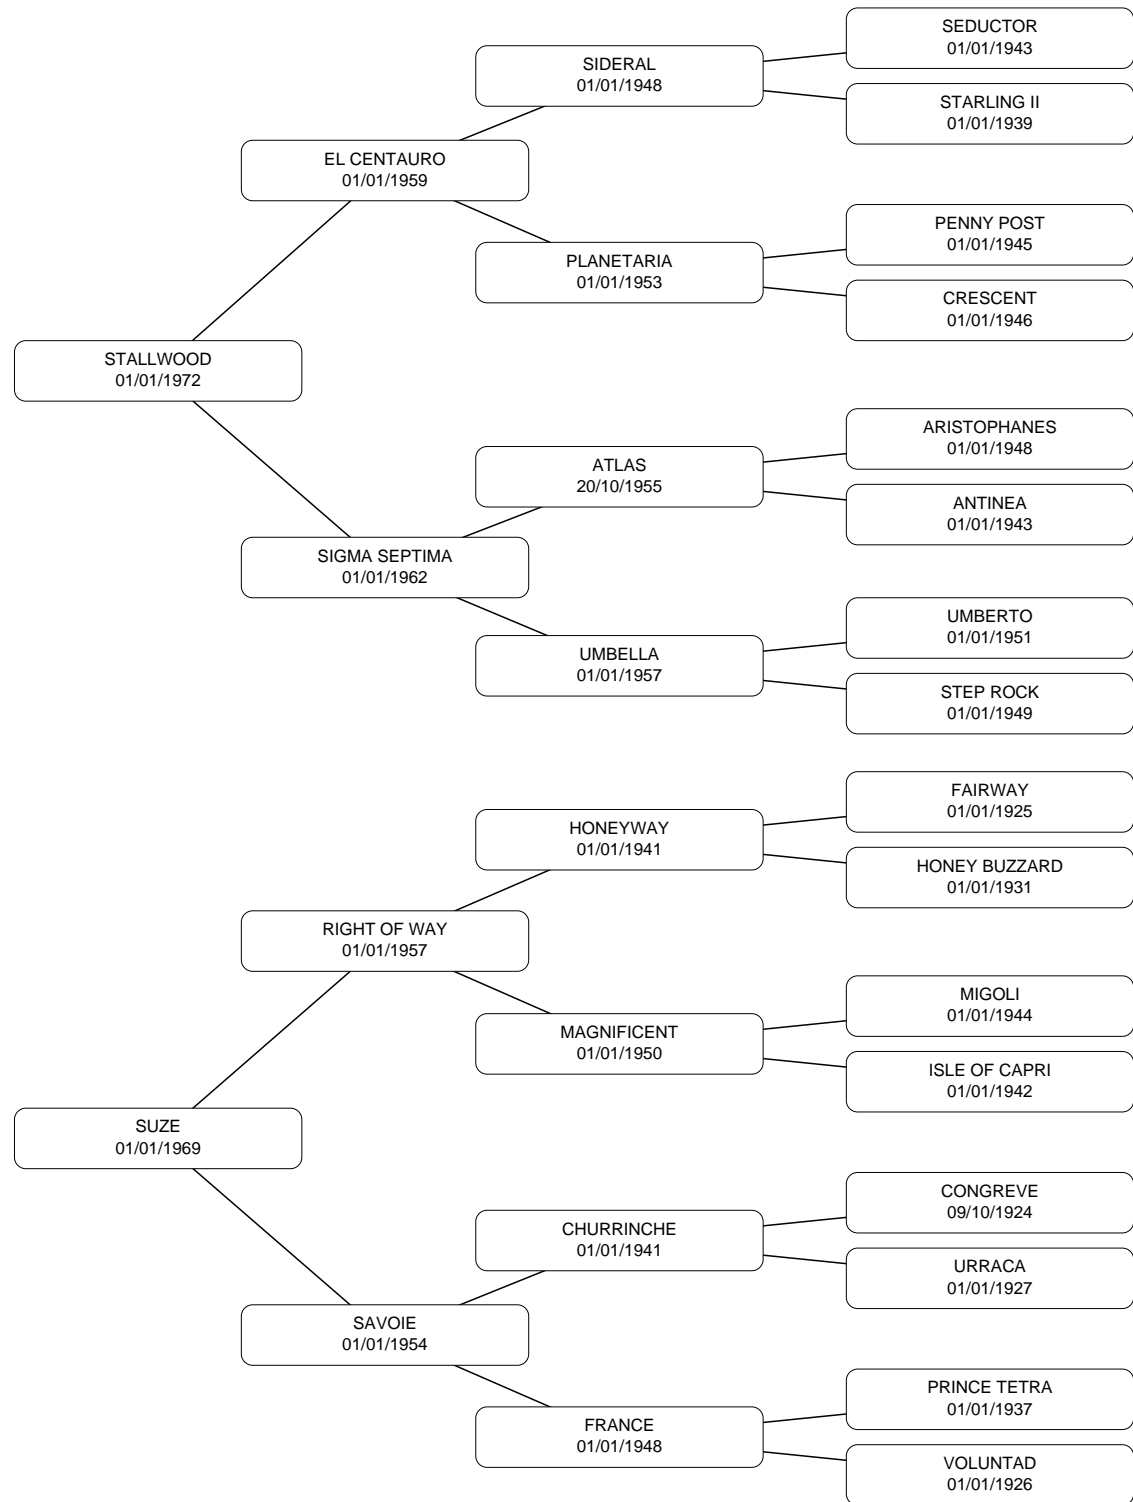 SEDUCTOR
01/01/1943
SIDERAL
01/01/1948
STARLING II
01/01/1939
EL CENTAURO
01/01/1959
PENNY POST
01/01/1945
PLANETARIA
01/01/1953
CRESCENT
01/01/1946
STALLWOOD
01/01/1972
ARISTOPHANES
01/01/1948
ATLAS
20/10/1955
ANTINEA
01/01/1943
SIGMA SEPTIMA
01/01/1962
UMBERTO
01/01/1951
UMBELLA
01/01/1957
STEP ROCK
01/01/1949
FAIRWAY
01/01/1925
HONEYWAY
01/01/1941
HONEY BUZZARD
01/01/1931
RIGHT OF WAY
01/01/1957
MIGOLI
01/01/1944
MAGNIFICENT
01/01/1950
ISLE OF CAPRI
01/01/1942
SUZE
01/01/1969
CONGREVE
09/10/1924
CHURRINCHE
01/01/1941
URRACA
01/01/1927
SAVOIE
01/01/1954
PRINCE TETRA
01/01/1937
FRANCE
01/01/1948
VOLUNTAD
01/01/1926